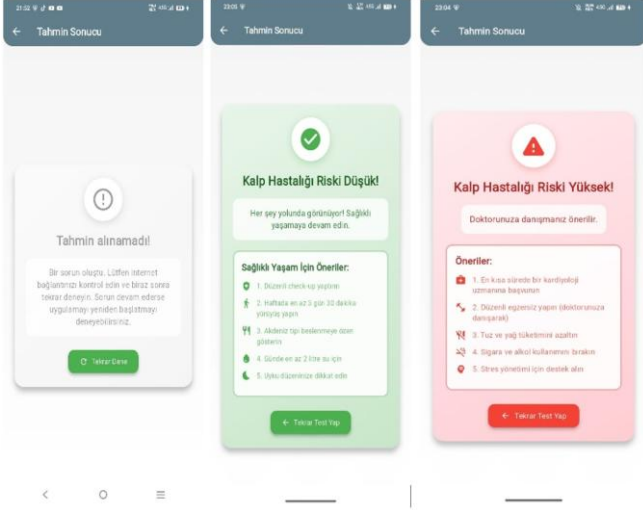 21:52
Tahmin Sonucu
Tahmin alınamadı!
Bir sorun oluştu. Lütfen internet
bağlantınızı kontrol edin ve biraz sonra
tekrar deneyin. Sorun devam ederse
uygulamayı yeniden başlatmayı
deneyebilirsiniz.
Tekrar Dene
23:05
Tahmin Sonucu
Kalp Hastalığı Riski Düşük!
Her şey yolunda görünüyor! Sağlıklı
yaşamaya devam edin.
Sağlıklı Yaşam İçin Öneriler:
1. Düzenli check-up yaptırın
2. Haftada en az 5 gün 30 dakika
yürüyüş yapın
3. Akdeniz tipi beslenmeye özen
gösterin
4. Günde en az 2 litre su için
5. Uyku düzeninize dikkat edin
Tekrar Test Yap
23:04
Tahmin Sonucu
Kalp Hastalığı Riski Yüksek!
Doktorunuza danışmanız önerilir.
Öneriler:
1. En kısa sürede bir kardiyoloji
uzmanına başvurun
2. Düzenli egzersiz yapın (doktorunuza
danışarak)
3. Tuz ve yağ tüketimini azaltın
4. Sigara ve alkol kullanımını bırakın
5. Stres yönetimi için destek alın
Tekrar Test Yap